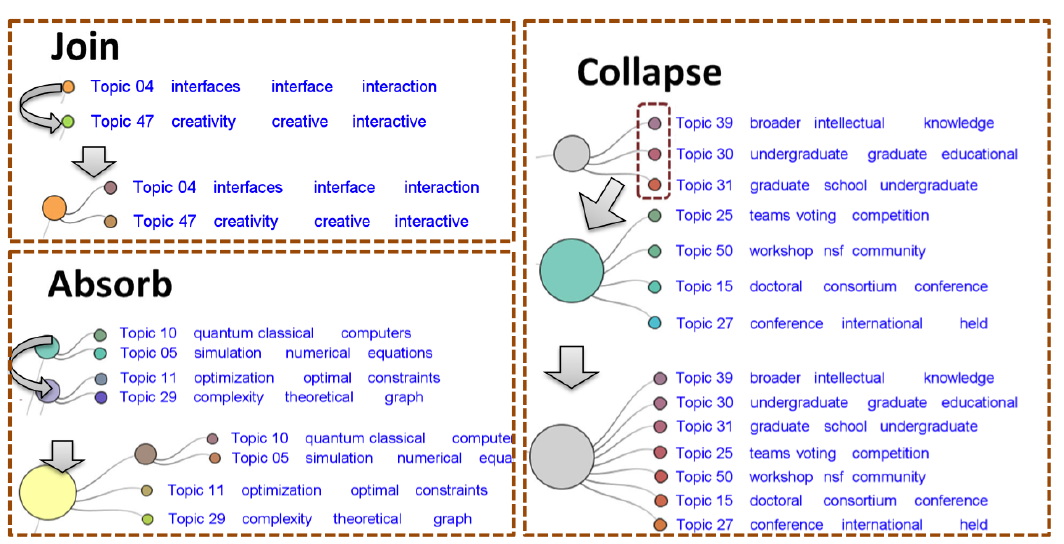 Join
Topic 04 interfaces interface interaction
Topic 47 creativity creative interactive
Topic 04 interfaces interface interaction
Topic 47 creativity creative interactive
Absorb
Topic 10 quantum classical computers
Topic 05 simulation numerical equations
Topic 11 optimization optimal constraints
Topic 29 complexity theoretical graph
Topic 10 quantum classical compute
Topic 05 simulation numerical equa
Topic 11 optimization optimal constraints
Topic 29 complexity theoretical graph
Collapse
Topic 39 broader intellectual knowledge
Topic 30 undergraduate graduate educational
Topic 31 graduate school undergraduate
Topic 25 teams voting competition
Topic 50 workshop nsf community
Topic 15 doctoral consortium conference
Topic 27 conference international held
Topic 39 broader intellectual knowledge
Topic 30 undergraduate graduate educational
Topic 31 graduate school undergraduate
Topic 25 teams voting competition
Topic 50 workshop nsf community
Topic 15 doctoral consortium conference
Topic 27 conference international held